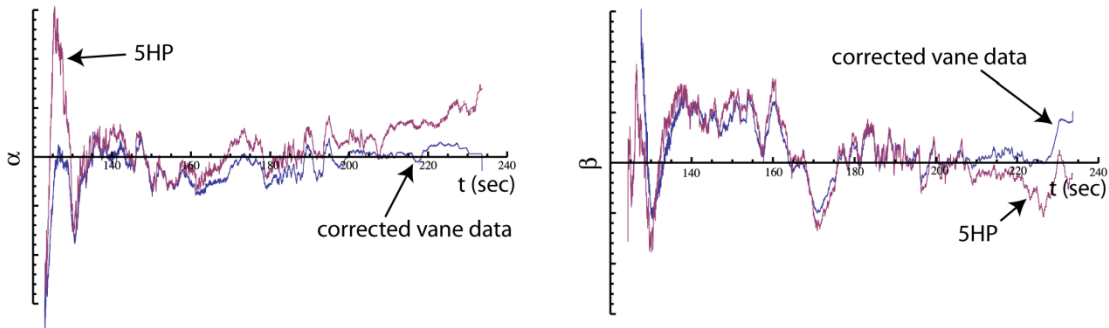 5HP
α
140
160
180
200
220
240
t (sec)
corrected vane data
corrected vane data
β
140
160
180
200
220
240
t (sec)
5HP